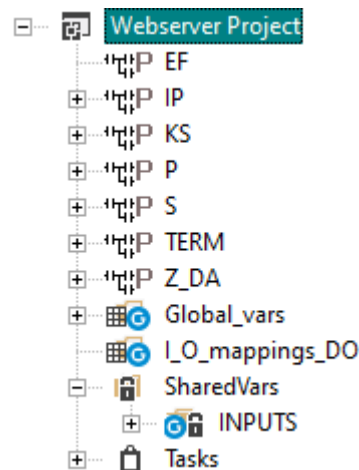 Webserver Project
P EF
P IP
P KS
P P
P S
P TERM
P Z_DA
G Global_vars
G I_O_mappings_DO
SharedVars
G INPUTS
Tasks